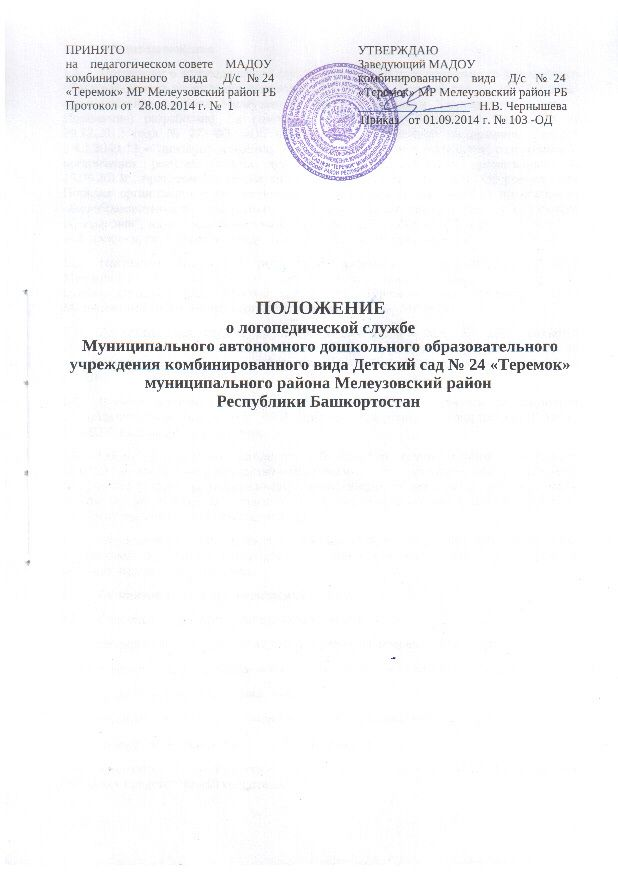 ПРИНЯТО
на педагогическом совете МАДОУ
комбинированного вида Д/с № 24
«Теремок» МР Мелеузовский район РБ
Протокол от 28.08.2014 г. № 1
УТВЕРЖДАЮ
Заведующий МАДОУ
комбинированного вида Д/с № 24
«Теремок» МР Мелеузовский район РБ
Н.В. Чернышева
Приказ от 01.09.2014 г. № 103 -ОД
ПОЛОЖЕНИЕ
о логопедической службе
Муниципального автономного дошкольного образовательного
учреждения комбинированного вида Детский сад № 24 «Теремок»
муниципального района Мелеузовский район
Республики Башкортостан